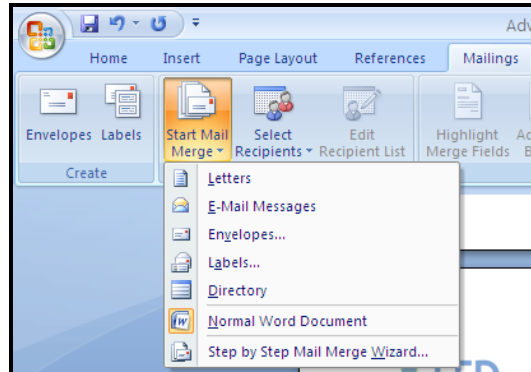 Adv
Home Insert Page Layout References Mailings
Envelopes Labels Start Mail Merge Select Recipients Edit Recipient List Highlight Merge Fields
Create
Letters
E-Mail Messages
Envelopes...
Labels...
Directory
Normal Word Document
Step by Step Mail Merge Wizard...